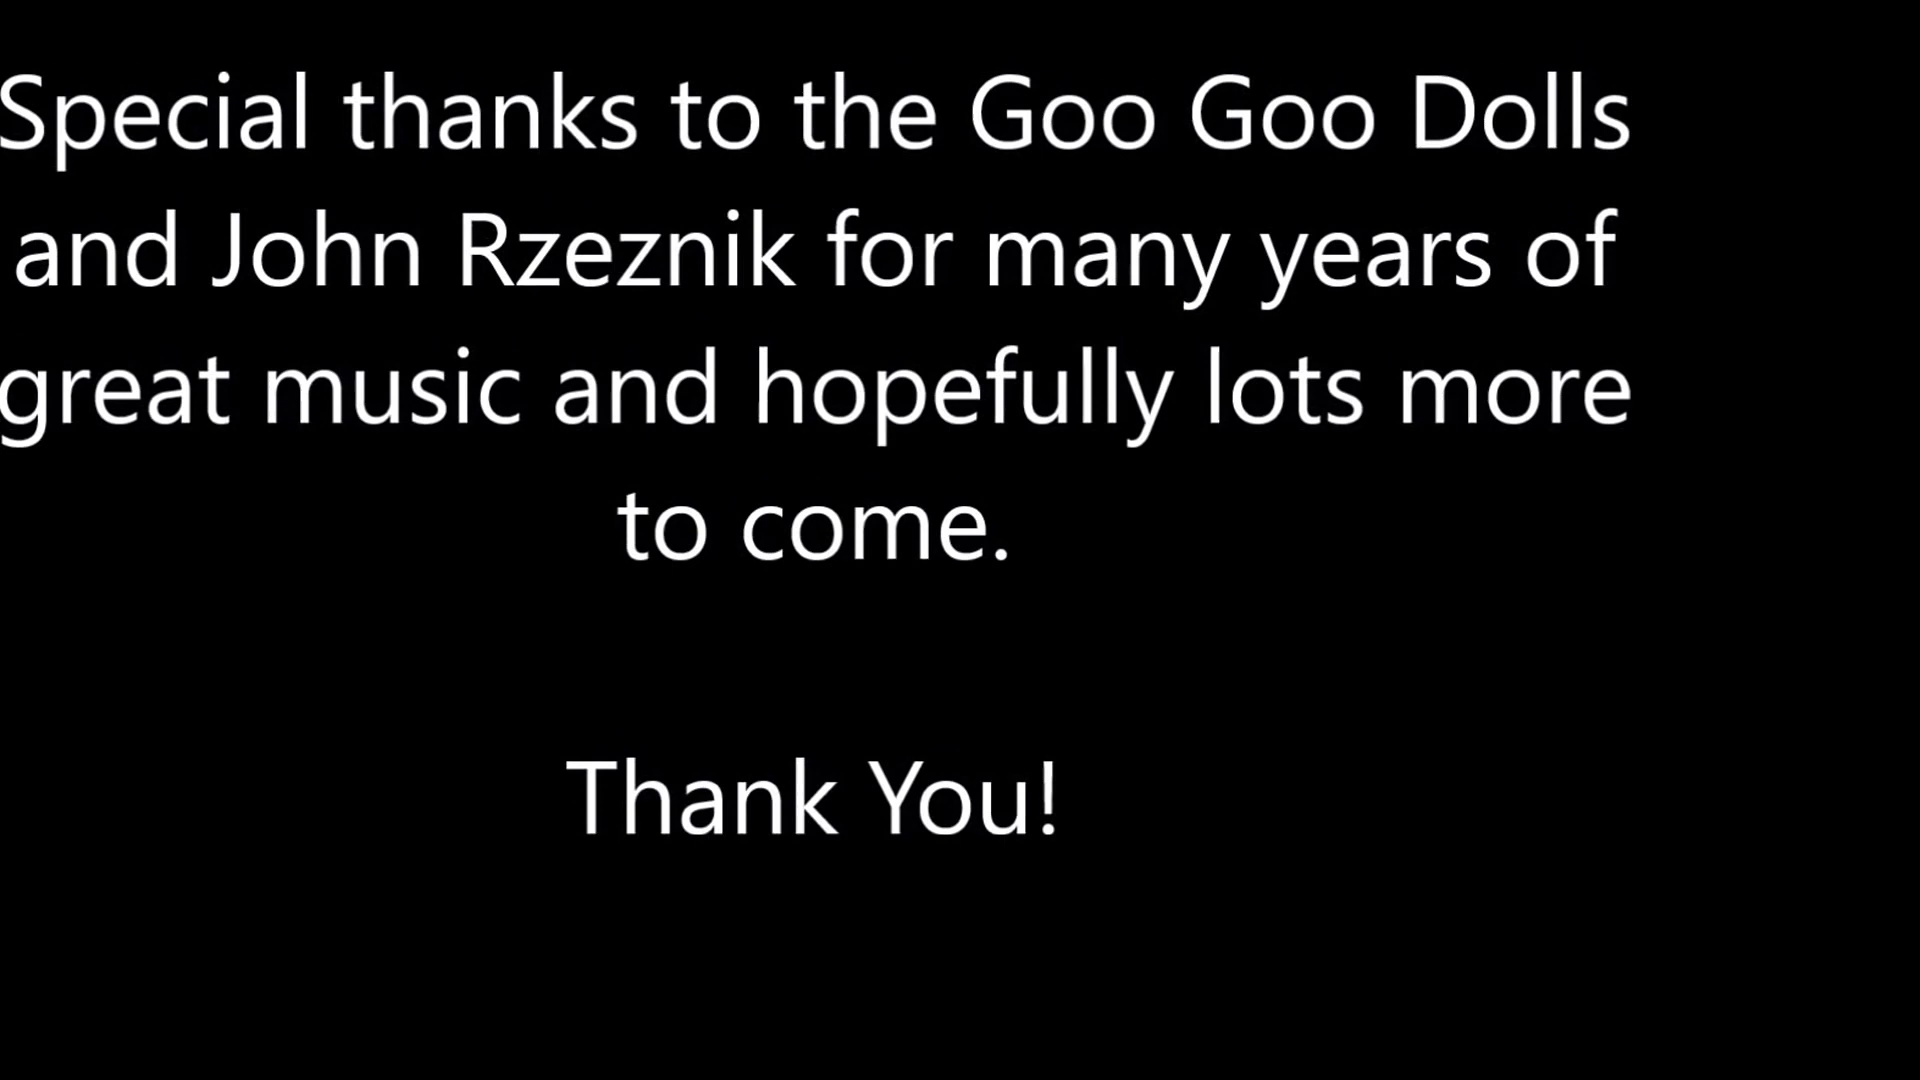 Special thanks to the Goo Goo Dolls
and John Rzeznik for many years of
great music and hopefully lots more
to come.
Thank You!